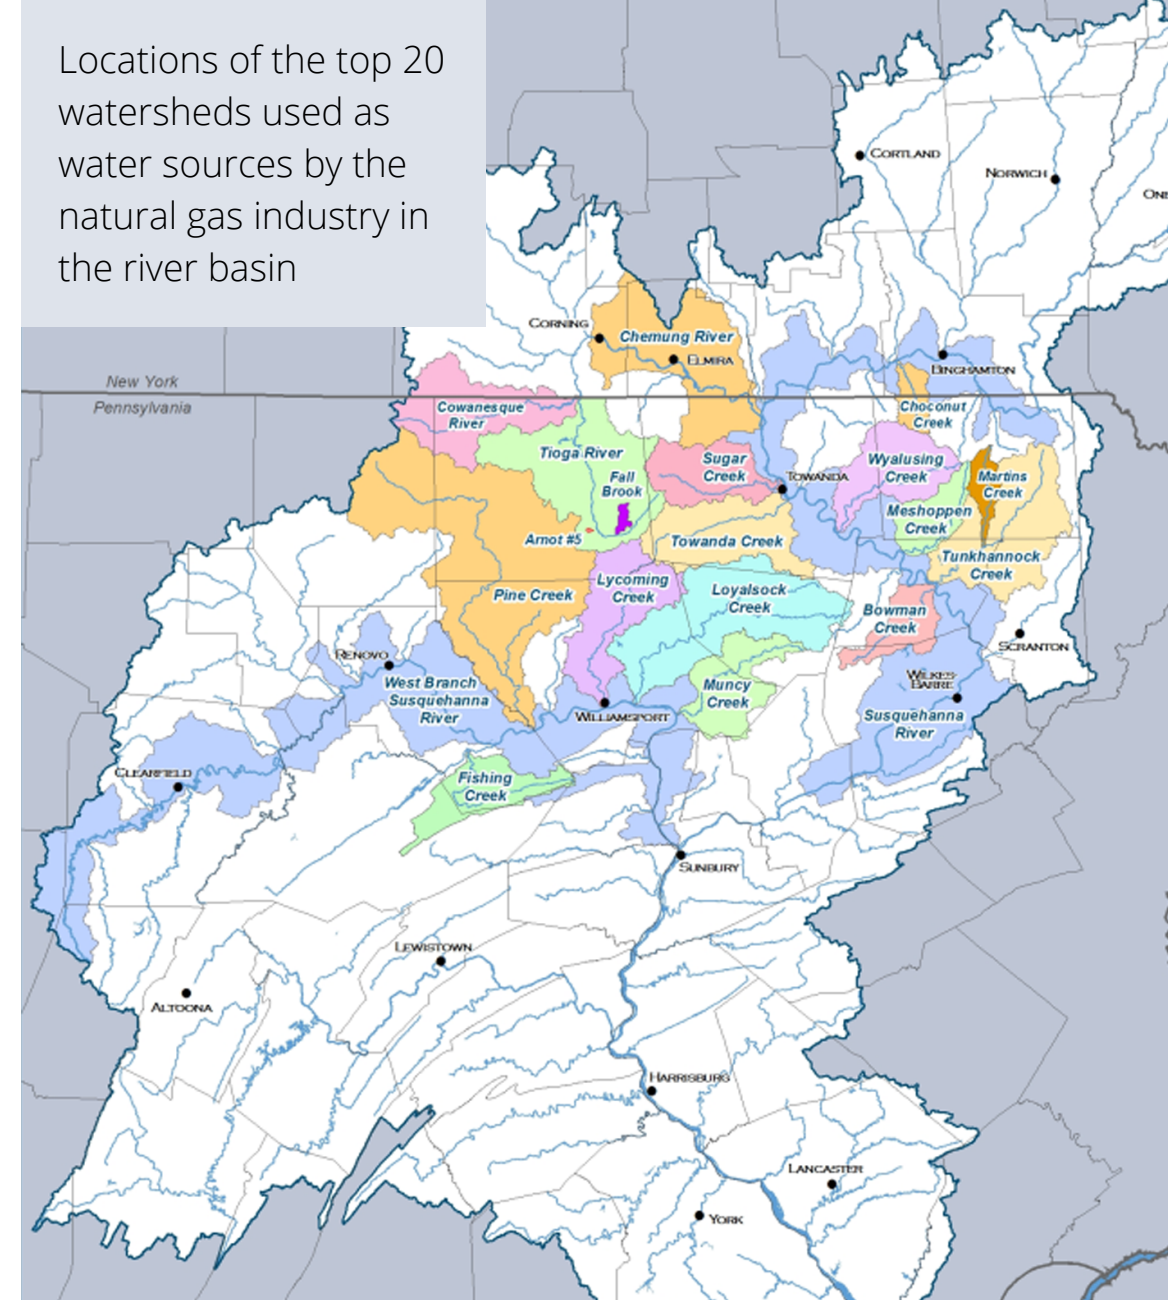 Locations of the top 20
watersheds used as
water sources by the
natural gas industry in
the river basin
CORTLAND
NORWICH
ONE
CORNING
Chemung River
ELMIRA
BINGHAMTON
New York
Pennsylvania
Cowanesque
River
Choconut
Creek
Tioga River
Sugar
Creek
Wyalusing
Creek
TOWANDA
Fall
Brook
Martins
Creek
Meshoppen
Creek
Arnot #5
Towanda Creek
Tunkhannock
Creek
Pine Creek
Lycoming
Creek
Loyalsock
Creek
Bowman
Creek
RENOVO
SCRANTON
West Branch
Susquehanna
River
Muncy
Creek
WILKES-
BARRE
WILLIAMSPORT
Susquehanna
River
CLEARFIELD
Fishing
Creek
SUNBURY
LEWISTOWN
ALTOONA
HARRISBURG
LANCASTER
YORK